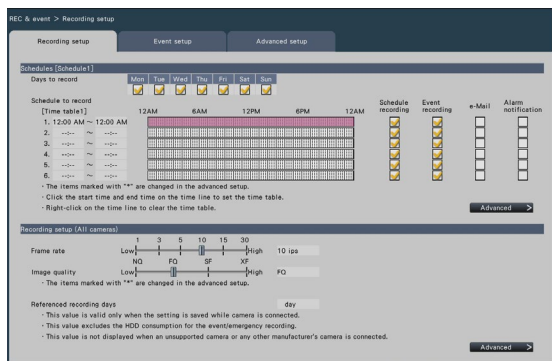 REC & event > Recording setup
Recording setup Event setup Advanced setup
Schedules [Schedule1]
Days to record Mon Tue Wed Thu Fri Sat Sun
Schedule to record
[Time table1] 12AM 6AM 12PM 6PM 12AM Schedule recording Event recording e-Mail Alarm notification
1. 12:00 AM ~ 12:00 AM
2. --:-- ~ --:--
3. --:-- ~ --:--
4. --:-- ~ --:--
5. --:-- ~ --:--
6. --:-- ~ --:--
· The items marked with "*" are changed in the advanced setup.
· Click the start time and end time on the time line to set the time table.
· Right-click on the time line to clear the time table.
Advanced >
Recording setup (All cameras)
1 3 5 10 15 30
Frame rate Low High 10 ips
NQ FQ SF XF
Image quality Low High FQ
· The items marked with "*" are changed in the advanced setup.
Referenced recording days day
· This value is valid only when the setting is saved while camera is connected.
· This value excludes the HDD consumption for the event/emergency recording.
· This value is not displayed when an unsupported camera or any other manufacturer's camera is connected.
Advanced >